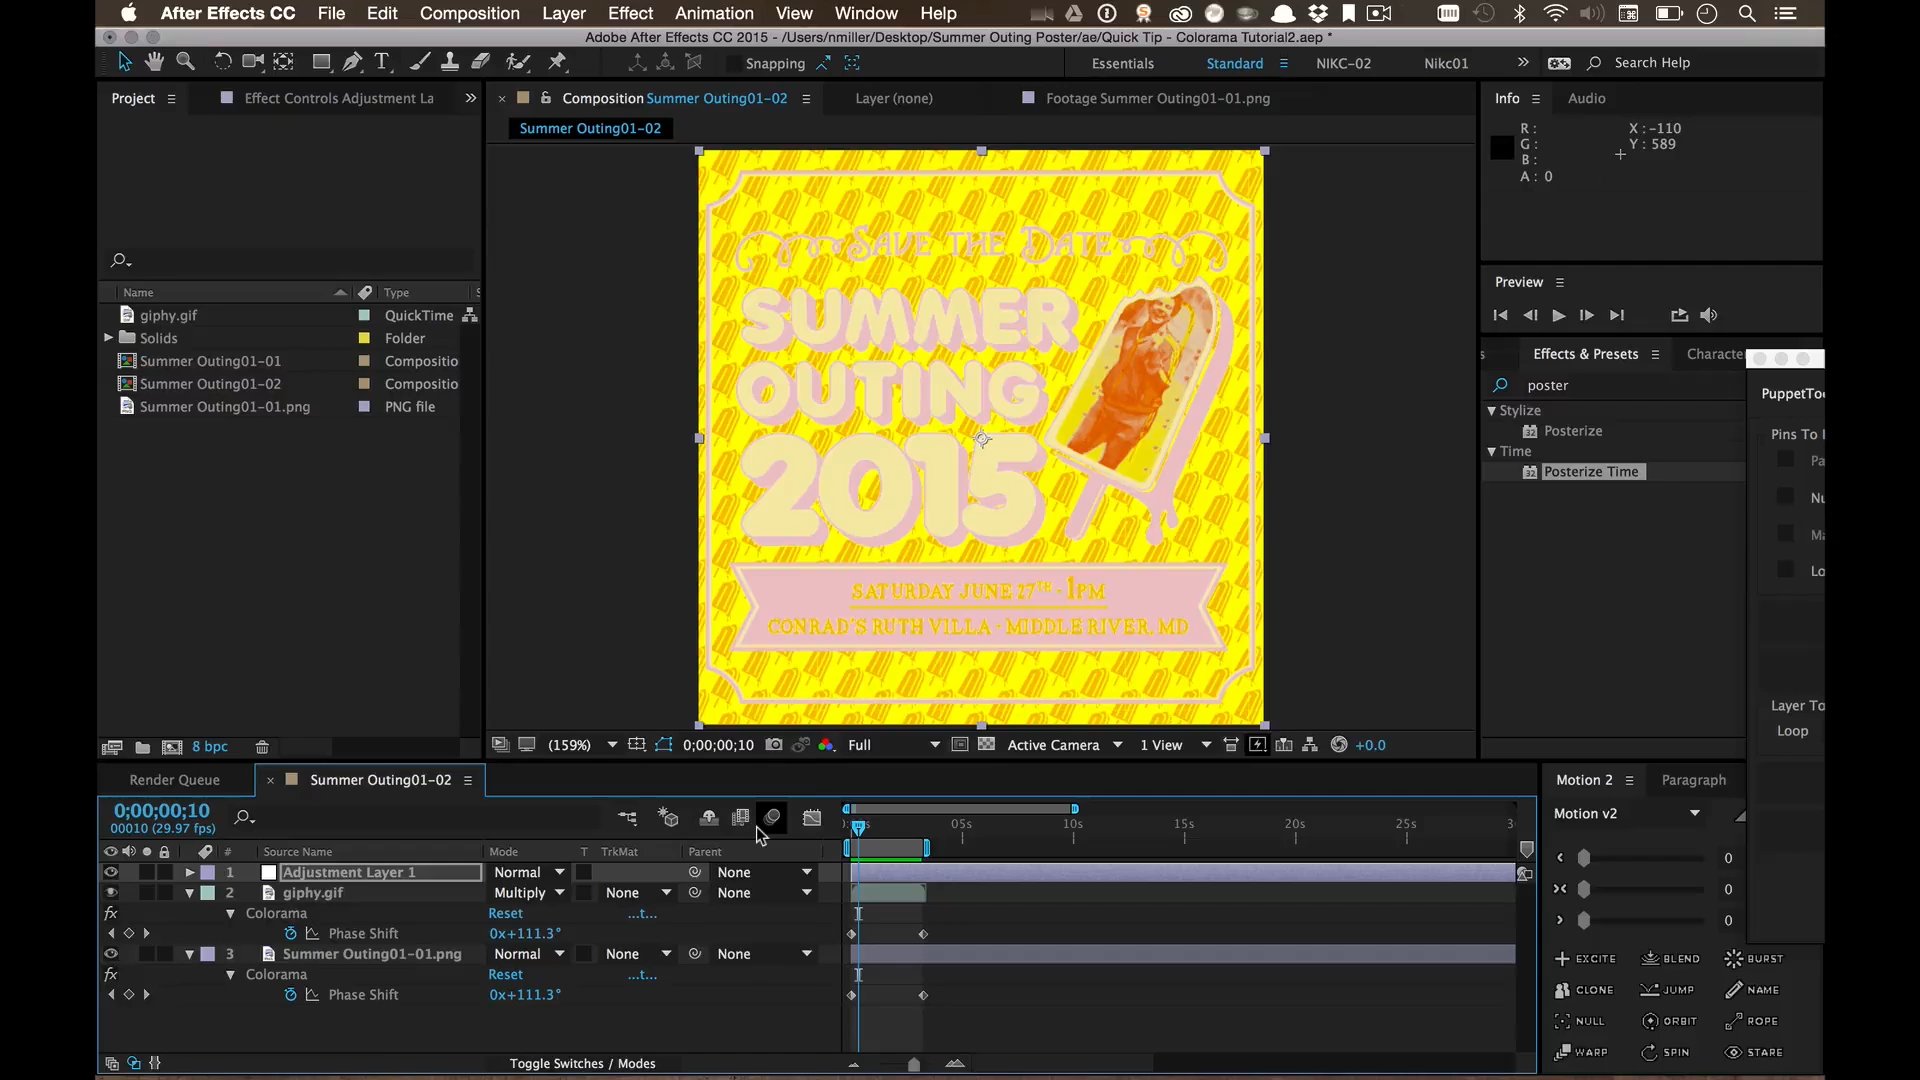 After Effects CC File Edit Composition Layer Effect Animation View Window Help
Adobe After Effects CC 2015 - /Users/nmiller/Desktop/Summer Outing Poster/ae/Quick Tip - Colorama Tutorial2.aep *
Snapping Essentials Standard NIKC-02 Nikc01 Search Help
Project Effect Controls Adjustment La Composition Summer Outing01-02 Layer (none) Footage Summer Outing01-01.png Info Audio
Summer Outing01-02
R : X : -110
G : Y : 589
B :
A : 0
SAVE THE DATE
SUMMER
OUTING
2015
SATURDAY JUNE 27TH - 1PM
CONRAD'S RUTH VILLA - MIDDLE RIVER, MD
Name Type
giphy.gif QuickTime
Solids Folder
Summer Outing01-01 Compositio
Summer Outing01-02 Compositio
Summer Outing01-01.png PNG file
Preview
Effects & Presets Characte
poster
Stylize
Posterize
Time
Posterize Time
PuppetToo
Pins To
Pa
Nu
Ma
Lo
Layer To
Loop
8 bpc
(159%) 0;00;00;10 Full Active Camera 1 View +0.0
Render Queue Summer Outing01-02
0;00;00;10
00010 (29.97 fps)
05s 10s 15s 20s 25s
# Source Name Mode T TrkMat Parent
1 Adjustment Layer 1 Normal None
2 giphy.gif Multiply None None
fx Colorama Reset ...t...
Phase Shift 0x+111.3°
3 Summer Outing01-01.png Normal None None
fx Colorama Reset ...t...
Phase Shift 0x+111.3°
Toggle Switches / Modes
Motion 2 Paragraph
Motion v2
0
0
0
EXCITE BLEND BURST
CLONE JUMP NAME
NULL ORBIT ROPE
WARP SPIN STARE